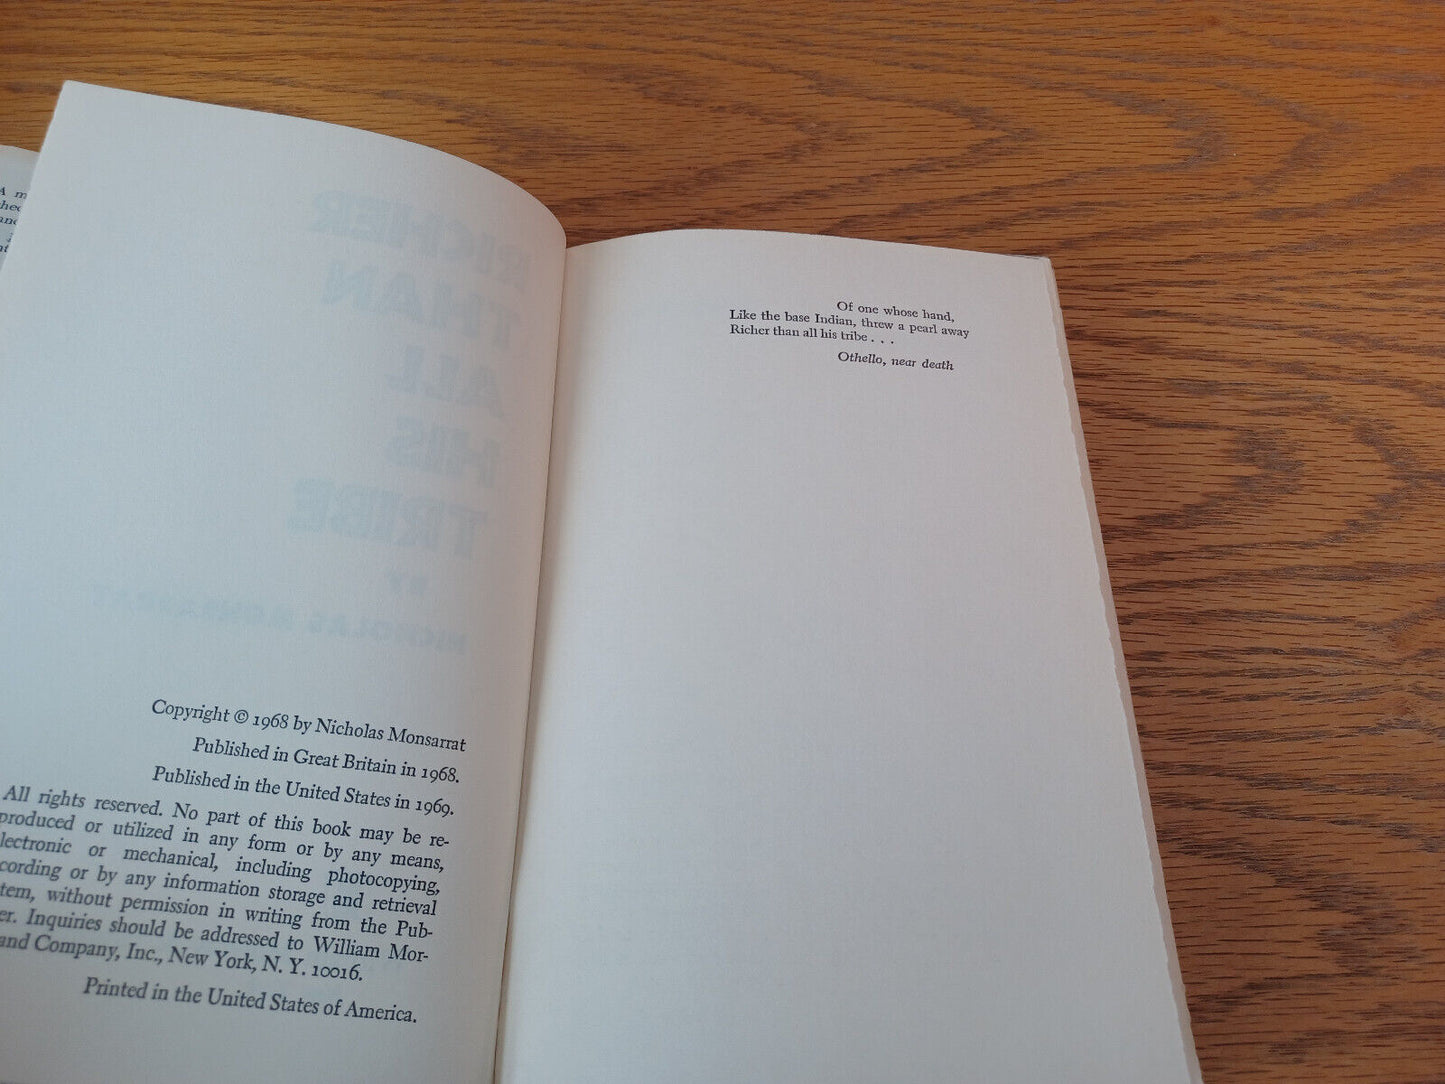 A m
RICHER
THAN
ALL
HIS
TRIBE
BY
NICHOLAS MONSARRAT
Copyright © 1968 by Nicholas Monsarrat
Published in Great Britain in 1968.
Published in the United States in 1969.
All rights reserved. No part of this book may be re-
produced or utilized in any form or by any means,
lectronic or mechanical, including photocopying,
cording or by any information storage and retrieval
tem, without permission in writing from the Pub-
er. Inquiries should be addressed to William Mor-
and Company, Inc., New York, N. Y. 10016.
Printed in the United States of America.
Of one whose hand,
Like the base Indian, threw a pearl away
Richer than all his tribe . . .
Othello, near death